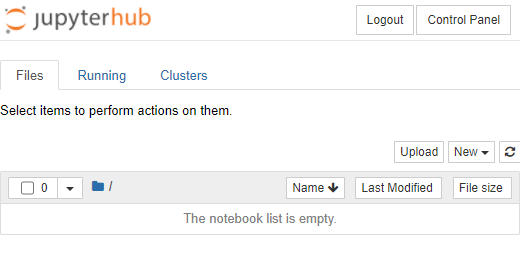 jupyterhub Logout Control Panel
Files Running Clusters
Select items to perform actions on them.
Upload New
0 / Name Last Modified File size
The notebook list is empty.